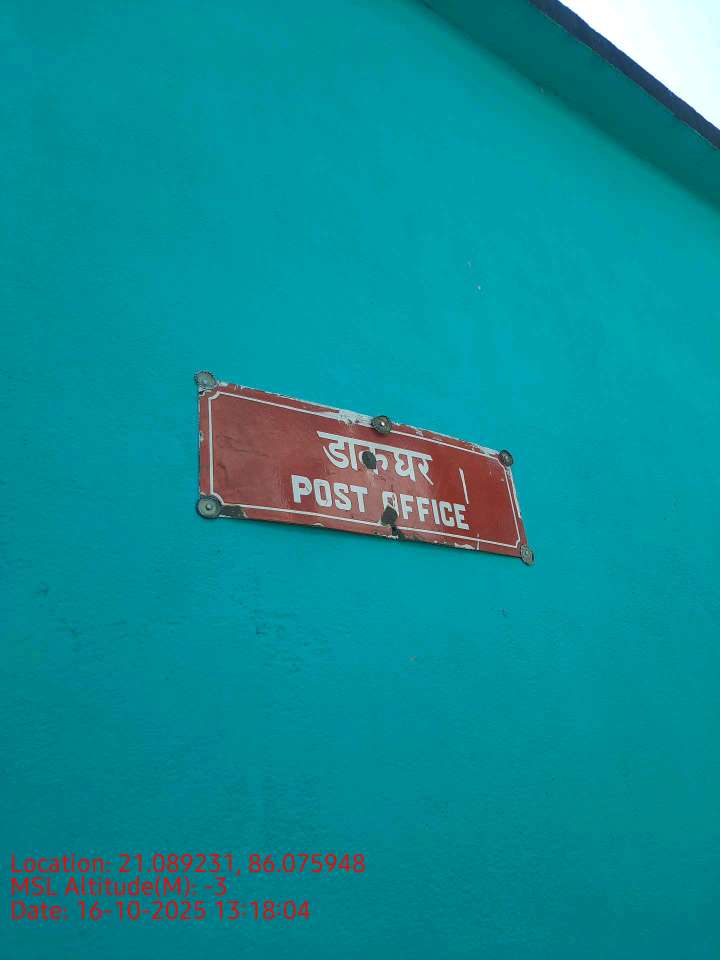 डाकघर
POST OFFICE
Location: 21.089231, 86.075948
MSL Altitude(M): -3
Date: 16-10-2025 13:18:04